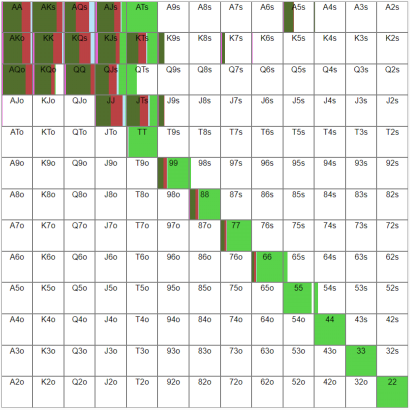 AA AKs AQs AJs ATs A9s A8s A7s A6s A5s A4s A3s A2s
AKo KK KQs KJs KTs K9s K8s K7s K6s K5s K4s K3s K2s
AQo KQo QQ QJs QTs Q9s Q8s Q7s Q6s Q5s Q4s Q3s Q2s
AJo KJo QJo JJ JTs J9s J8s J7s J6s J5s J4s J3s J2s
ATo KTo QTo JTo TT T9s T8s T7s T6s T5s T4s T3s T2s
A9o K9o Q9o J9o T9o 99 98s 97s 96s 95s 94s 93s 92s
A8o K8o Q8o J8o T8o 98o 88 87s 86s 85s 84s 83s 82s
A7o K7o Q7o J7o T7o 97o 87o 77 76s 75s 74s 73s 72s
A6o K6o Q6o J6o T6o 96o 86o 76o 66 65s 64s 63s 62s
A5o K5o Q5o J5o T5o 95o 85o 75o 65o 55 54s 53s 52s
A4o K4o Q4o J4o T4o 94o 84o 74o 64o 54o 44 43s 42s
A3o K3o Q3o J3o T3o 93o 83o 73o 63o 53o 43o 33 32s
A2o K2o Q2o J2o T2o 92o 82o 72o 62o 52o 42o 32o 22